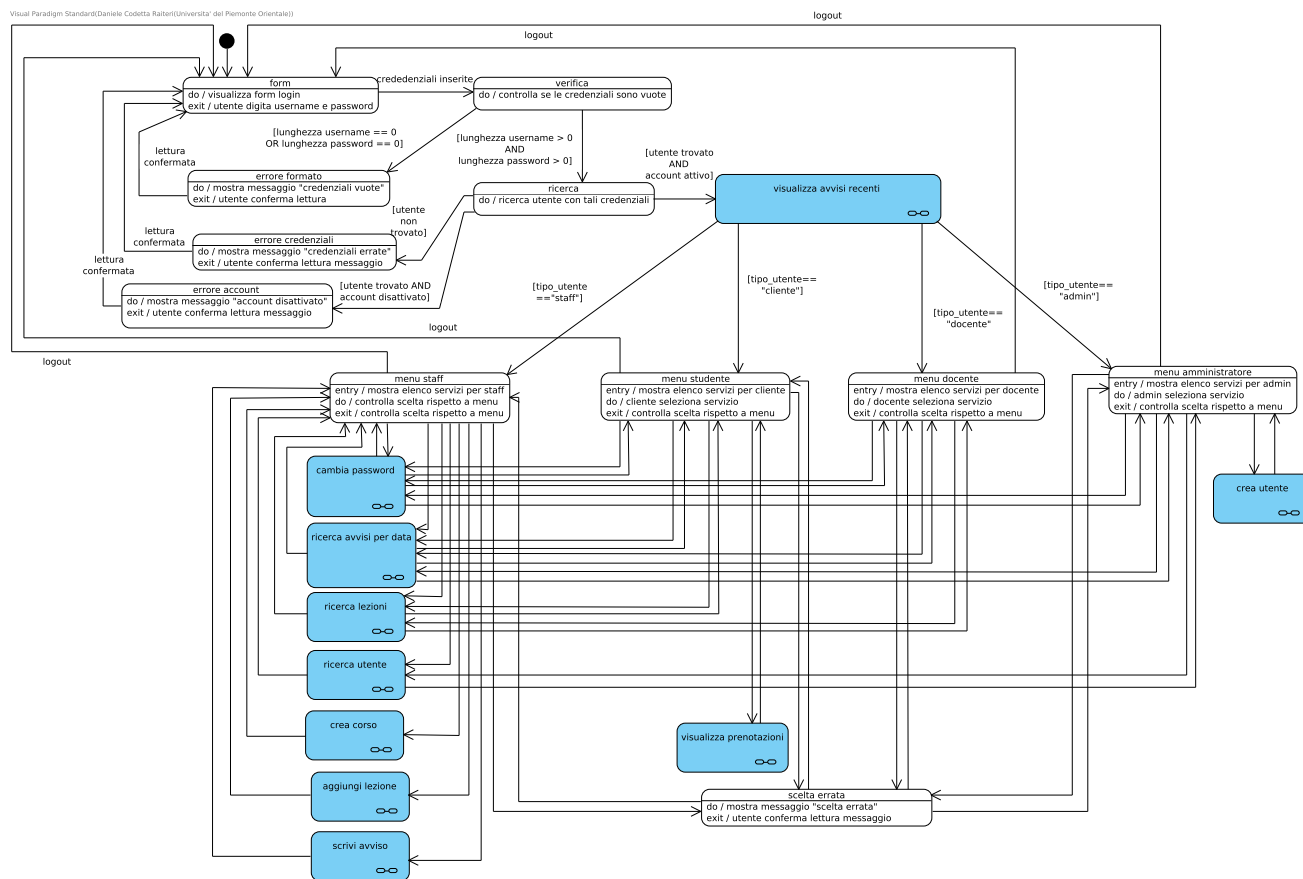 Visual Paradigm Standard(Daniele Codetta Raiteri(Universita' del Piemonte Orientale))
logout
logout
form
do / visualizza form login
exit / utente digita username e password
crededenziali inserite
verifica
do / controlla se le credenziali sono vuote
[lunghezza username == 0
OR lunghezza password == 0]
[lunghezza username > 0
AND
lunghezza password > 0]
lettura
confermata
[utente trovato
AND
account attivo]
errore formato
do / mostra messaggio "credenziali vuote"
exit / utente conferma lettura
ricerca
do / ricerca utente con tali credenziali
visualizza avvisi recenti
[utente
non
trovato]
lettura
confermata
errore credenziali
do / mostra messaggio "credenziali errate"
exit / utente conferma lettura messaggio
lettura
confermata
errore account
do / mostra messaggio "account disattivato"
exit / utente conferma lettura messaggio
[utente trovato AND
account disattivato]
[tipo_utente
=="staff"]
[tipo_utente==
"cliente"]
[tipo_utente==
"docente"
[tipo_utente==
"admin"]
logout
logout
menu staff
entry / mostra elenco servizi per staff
do / controlla scelta rispetto a menu
exit / controlla scelta rispetto a menu
menu studente
entry / mostra elenco servizi per cliente
do / cliente seleziona servizio
exit / controlla scelta rispetto a menu
menu docente
entry / mostra elenco servizi per docente
do / docente seleziona servizio
exit / controlla scelta rispetto a menu
menu amministratore
entry / mostra elenco servizi per admin
do / admin seleziona servizio
exit / controlla scelta rispetto a menu
cambia password
crea utente
ricerca avvisi per data
ricerca lezioni
ricerca utente
crea corso
visualizza prenotazioni
aggiungi lezione
scelta errata
do / mostra messaggio "scelta errata"
exit / utente conferma lettura messaggio
scrivi avviso